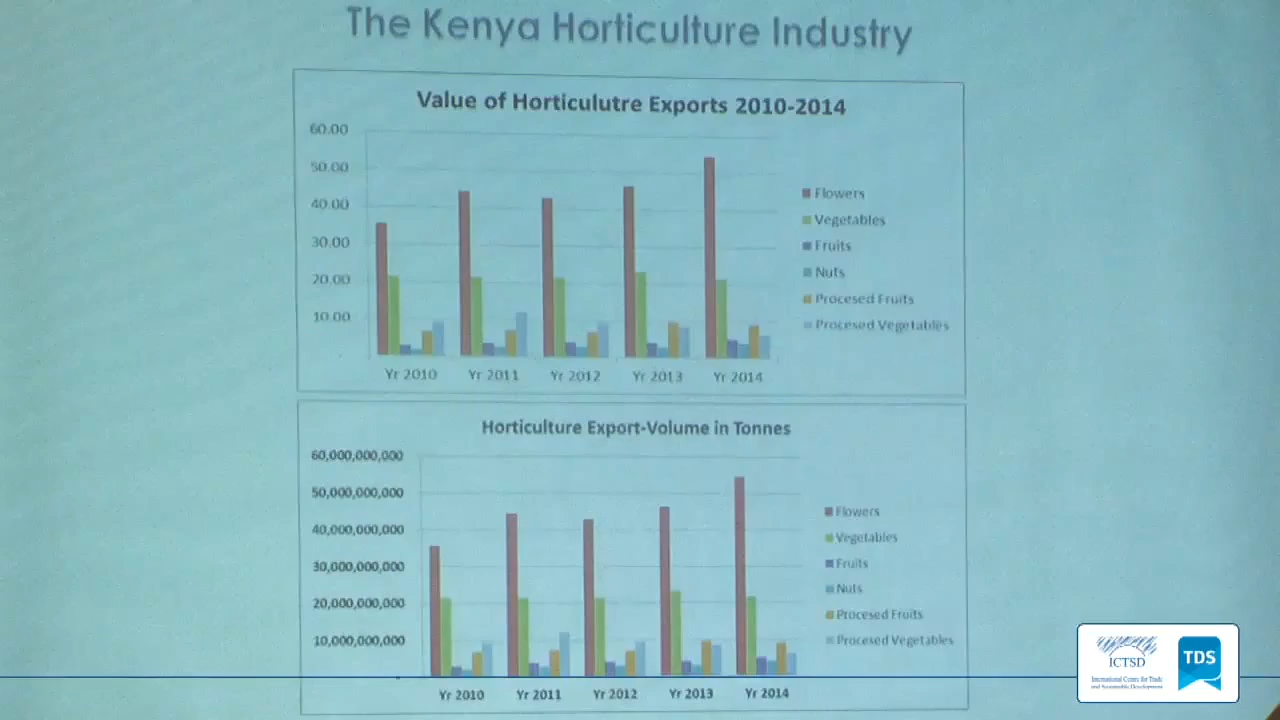 The Kenya Horticulture Industry
Value of Horticulutre Exports 2010-2014
60.00
50.00
40.00
30.00
20.00
10.00
-
Yr 2010 Yr 2011 Yr 2012 Yr 2013 Yr 2014
Flowers
Vegetables
Fruits
Nuts
Procesed Fruits
Procesed Vegetables
Horticulture Export-Volume in Tonnes
60,000,000,000
50,000,000,000
40,000,000,000
30,000,000,000
20,000,000,000
10,000,000,000
-
Yr 2010 Yr 2011 Yr 2012 Yr 2013 Yr 2014
Flowers
Vegetables
Fruits
Nuts
Procesed Fruits
Procesed Vegetables
ICTSD
International Centre for Trade
and Sustainable Development
TDS